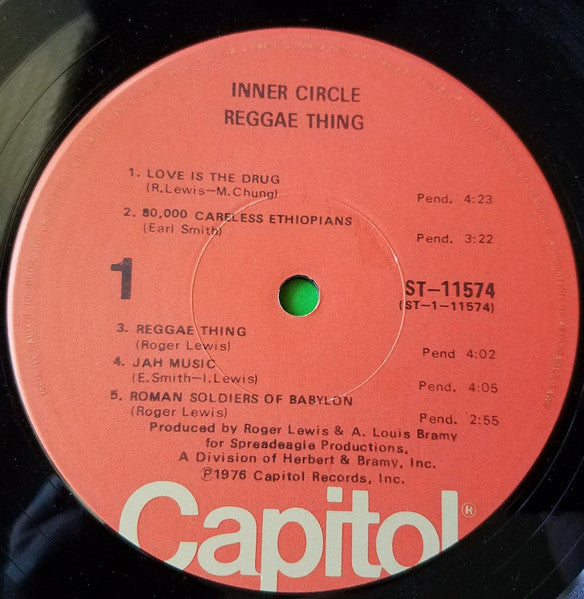 INNER CIRCLE
REGGAE THING
1. LOVE IS THE DRUG
(R.Lewis—M.Chung)
Pend. 4:23
2. 80,000 CARELESS ETHIOPIANS
(Earl Smith)
Pend. 3:22
1
ST—11574
(ST—1—11574)
3. REGGAE THING
(Roger Lewis)
Pend 4:02
4. JAH MUSIC
(E.Smith—I.Lewis)
Pend. 4:05
5. ROMAN SOLDIERS OF BABYLON
(Roger Lewis)
Pend. 2:55
Produced by Roger Lewis & A. Louis Bramy
for Spreadeagle Productions,
A Division of Herbert & Bramy, Inc.
℗1976 Capitol Records, Inc.
Capitol®